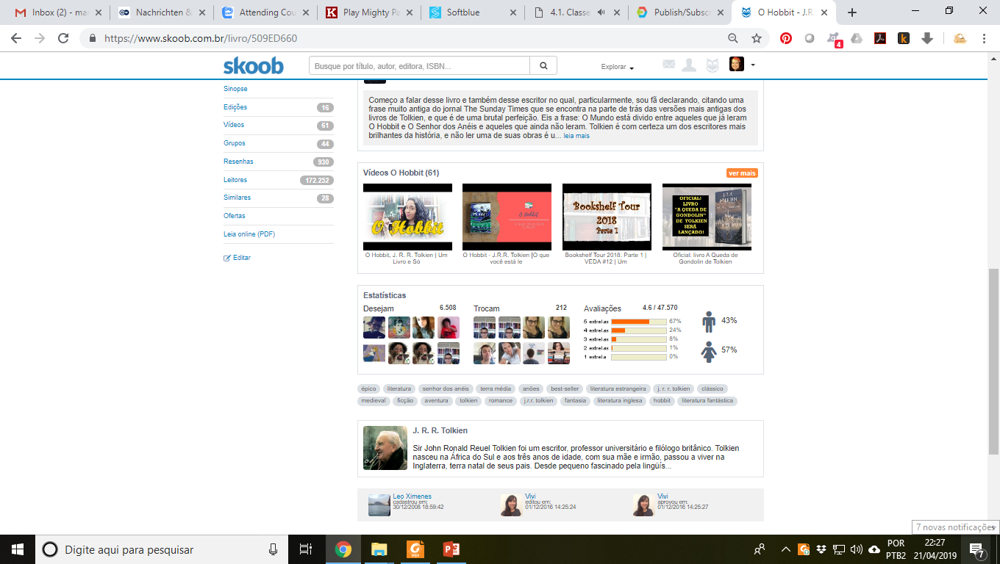 Inbox (2) - ma
Nachrichten &
Attending Cou
Play Mighty Pa
Softblue
4.1. Classe
Publish/Subsc
O Hobbit - J.R
https://www.skoob.com.br/livro/509ED660
4
skoob
Busque por título, autor, editora, ISBN...
Explorar
Sinopse
Edições 16
Vídeos 61
Grupos 44
Resenhas 930
Leitores 172.252
Similares 28
Ofertas
Leia online (PDF)
Editar
Começo a falar desse livro e também desse escritor no qual, particularmente, sou fã declarando, citando uma
frase muito antiga do jornal The Sunday Times que se encontra na parte de trás das versões mais antigas dos
livros de Tolkien, e que é de uma brutal perfeição. Eis a frase: O Mundo está divido entre aqueles que já leram
O Hobbit e O Senhor dos Anéis e aqueles que ainda não leram. Tolkien é com certeza um dos escritores mais
brilhantes da história, e não ler uma de suas obras é u... leia mais
Vídeos O Hobbit (61)
ver mais
O Hobbit
O Hobbit
Bookshelf Tour
2018
Parte 1
OFICIAL!
LIVRO
"A QUEDA DE
GONDOLIN"
DE TOLKIEN
SERÁ
LANÇADO!
O Hobbit, J. R. R. Tolkien | Um
Livro e Só
O Hobbit - J.R.R. Tolkien [O que
você está le
Bookshelf Tour 2018: Parte 1 |
VEDA #12 | Um
Oficial: livro A Queda de
Gondolin de Tolkien
Estatísticas
Desejam 6.508
Trocam 212
Avaliações 4.6 / 47.570
5 estrelas 67%
4 estrelas 24%
3 estrelas 8%
2 estrelas 1%
1 estrela 0%
43%
57%
épico literatura senhor dos anéis terra média anões best-seller literatura estrangeira j. r. r. tolkien clássico
medieval ficção aventura tolkien romance j.r.r. tolkien fantasia literatura inglesa hobbit literatura fantástica
J. R. R. Tolkien
Sir John Ronald Reuel Tolkien foi um escritor, professor universitário e filólogo britânico. Tolkien
nasceu na África do Sul e aos três anos de idade, com sua mãe e irmão, passou a viver na
Inglaterra, terra natal de seus pais. Desde pequeno fascinado pela lingüís...
Leo Ximenes
cadastrou em:
30/12/2008 18:59:42
Vivi
editou em:
01/12/2016 14:25:24
Vivi
aprovou em:
01/12/2016 14:25:27
7 novas notificações
Digite aqui para pesquisar
POR
PTB2
22:27
21/04/2019
7